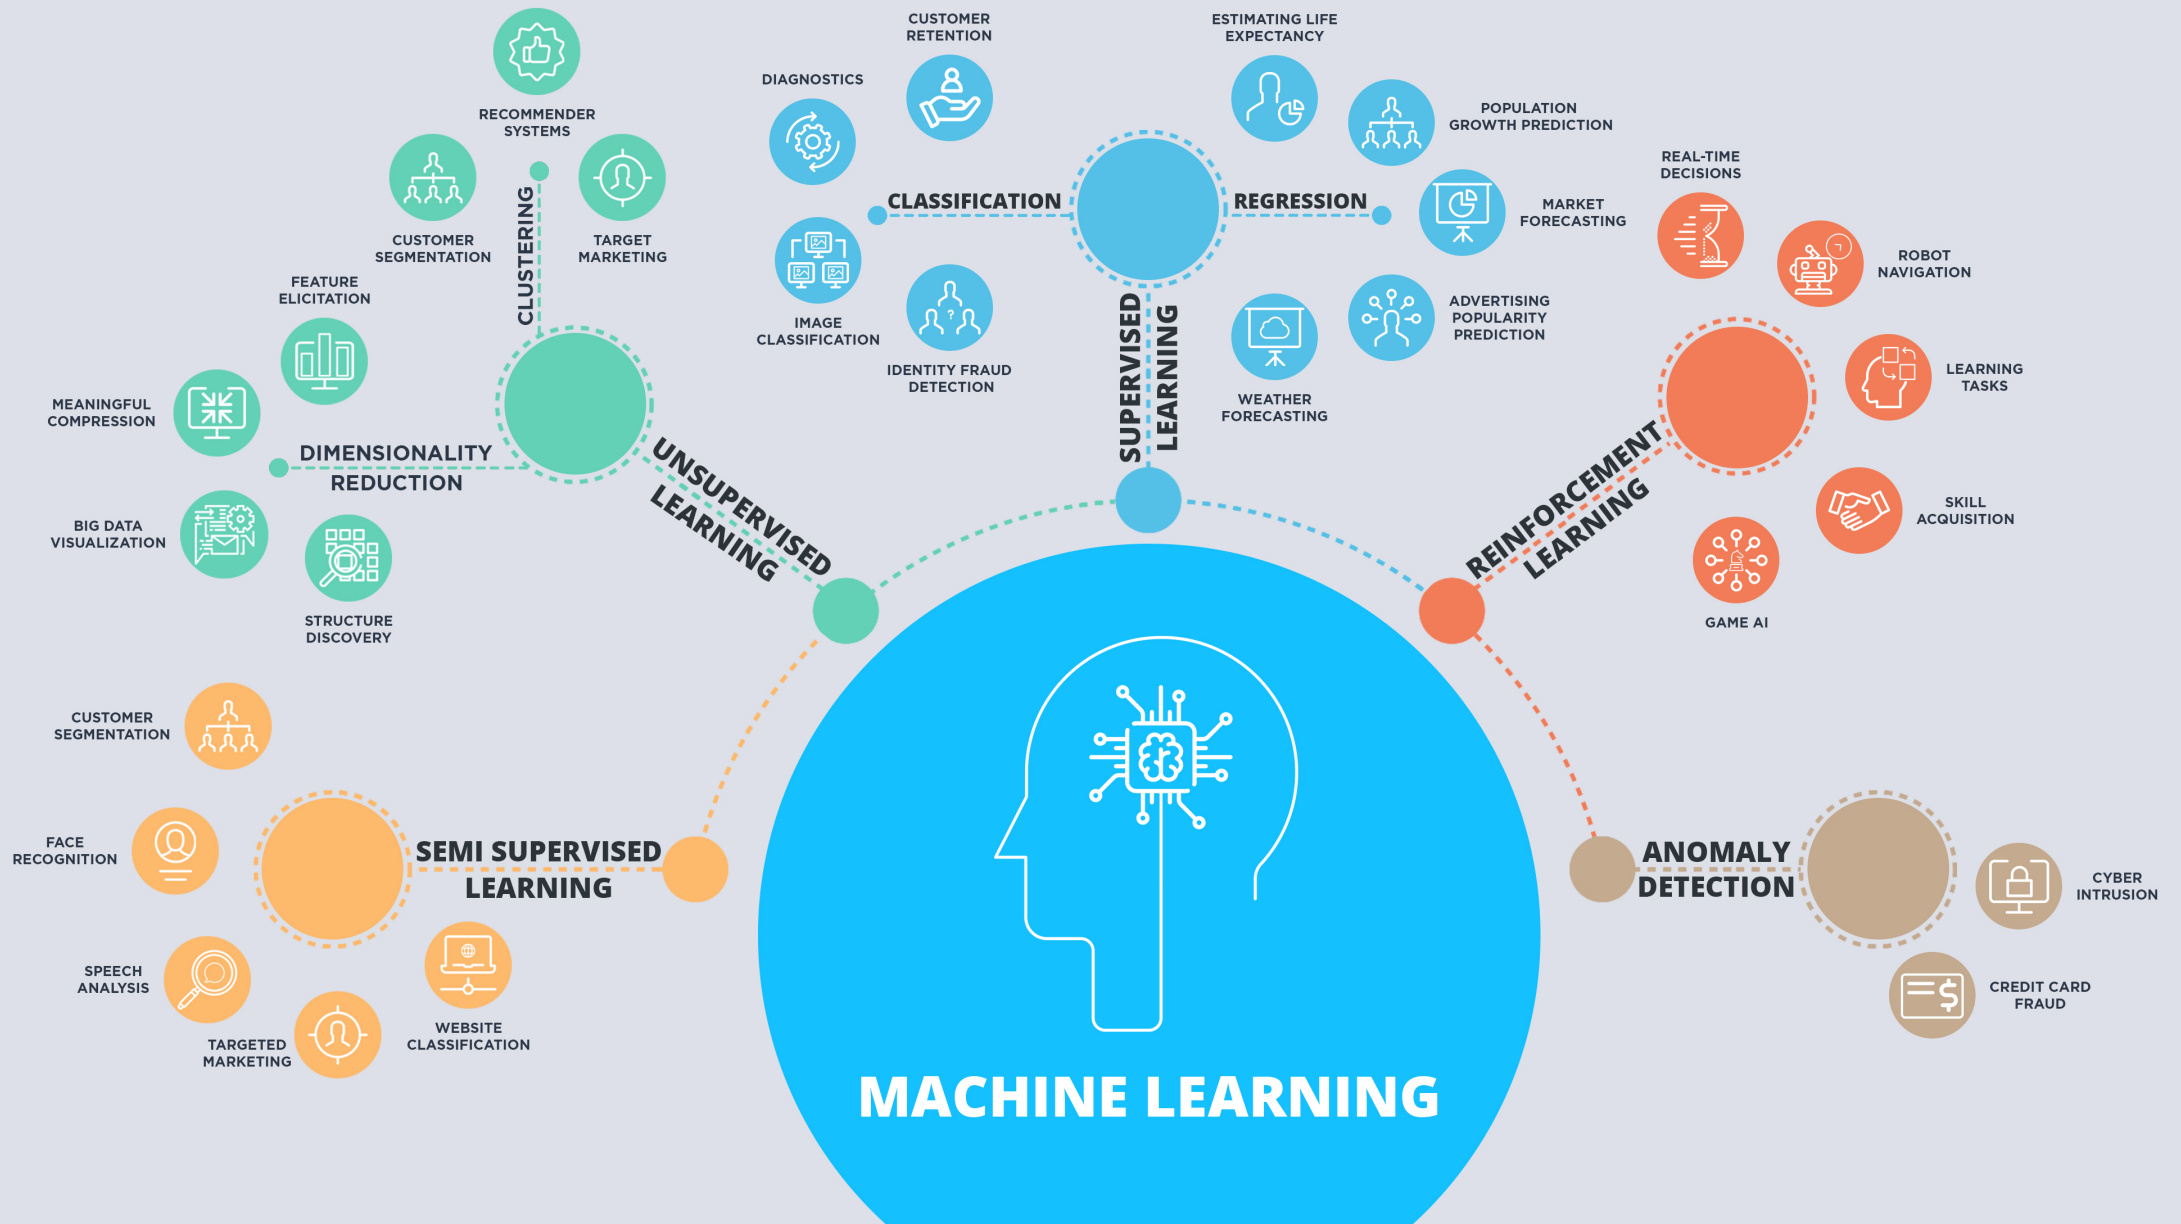 RECOMMENDER
SYSTEMS
CUSTOMER
SEGMENTATION
TARGET
MARKETING
CLUSTERING
FEATURE
ELICITATION
MEANINGFUL
COMPRESSION
DIMENSIONALITY
REDUCTION
BIG DATA
VISUALIZATION
STRUCTURE
DISCOVERY
UNSUPERVISED
LEARNING
CUSTOMER
RETENTION
DIAGNOSTICS
CLASSIFICATION
IMAGE
CLASSIFICATION
?
IDENTITY FRAUD
DETECTION
ESTIMATING LIFE
EXPECTANCY
POPULATION
GROWTH PREDICTION
REGRESSION
MARKET
FORECASTING
ADVERTISING
POPULARITY
PREDICTION
WEATHER
FORECASTING
SUPERVISED
LEARNING
REAL-TIME
DECISIONS
ROBOT
NAVIGATION
LEARNING
TASKS
SKILL
ACQUISITION
GAME AI
REINFORCEMENT
LEARNING
CUSTOMER
SEGMENTATION
FACE
RECOGNITION
SEMI SUPERVISED
LEARNING
SPEECH
ANALYSIS
TARGETED
MARKETING
WEBSITE
CLASSIFICATION
ANOMALY
DETECTION
CYBER
INTRUSION
$
CREDIT CARD
FRAUD
MACHINE LEARNING